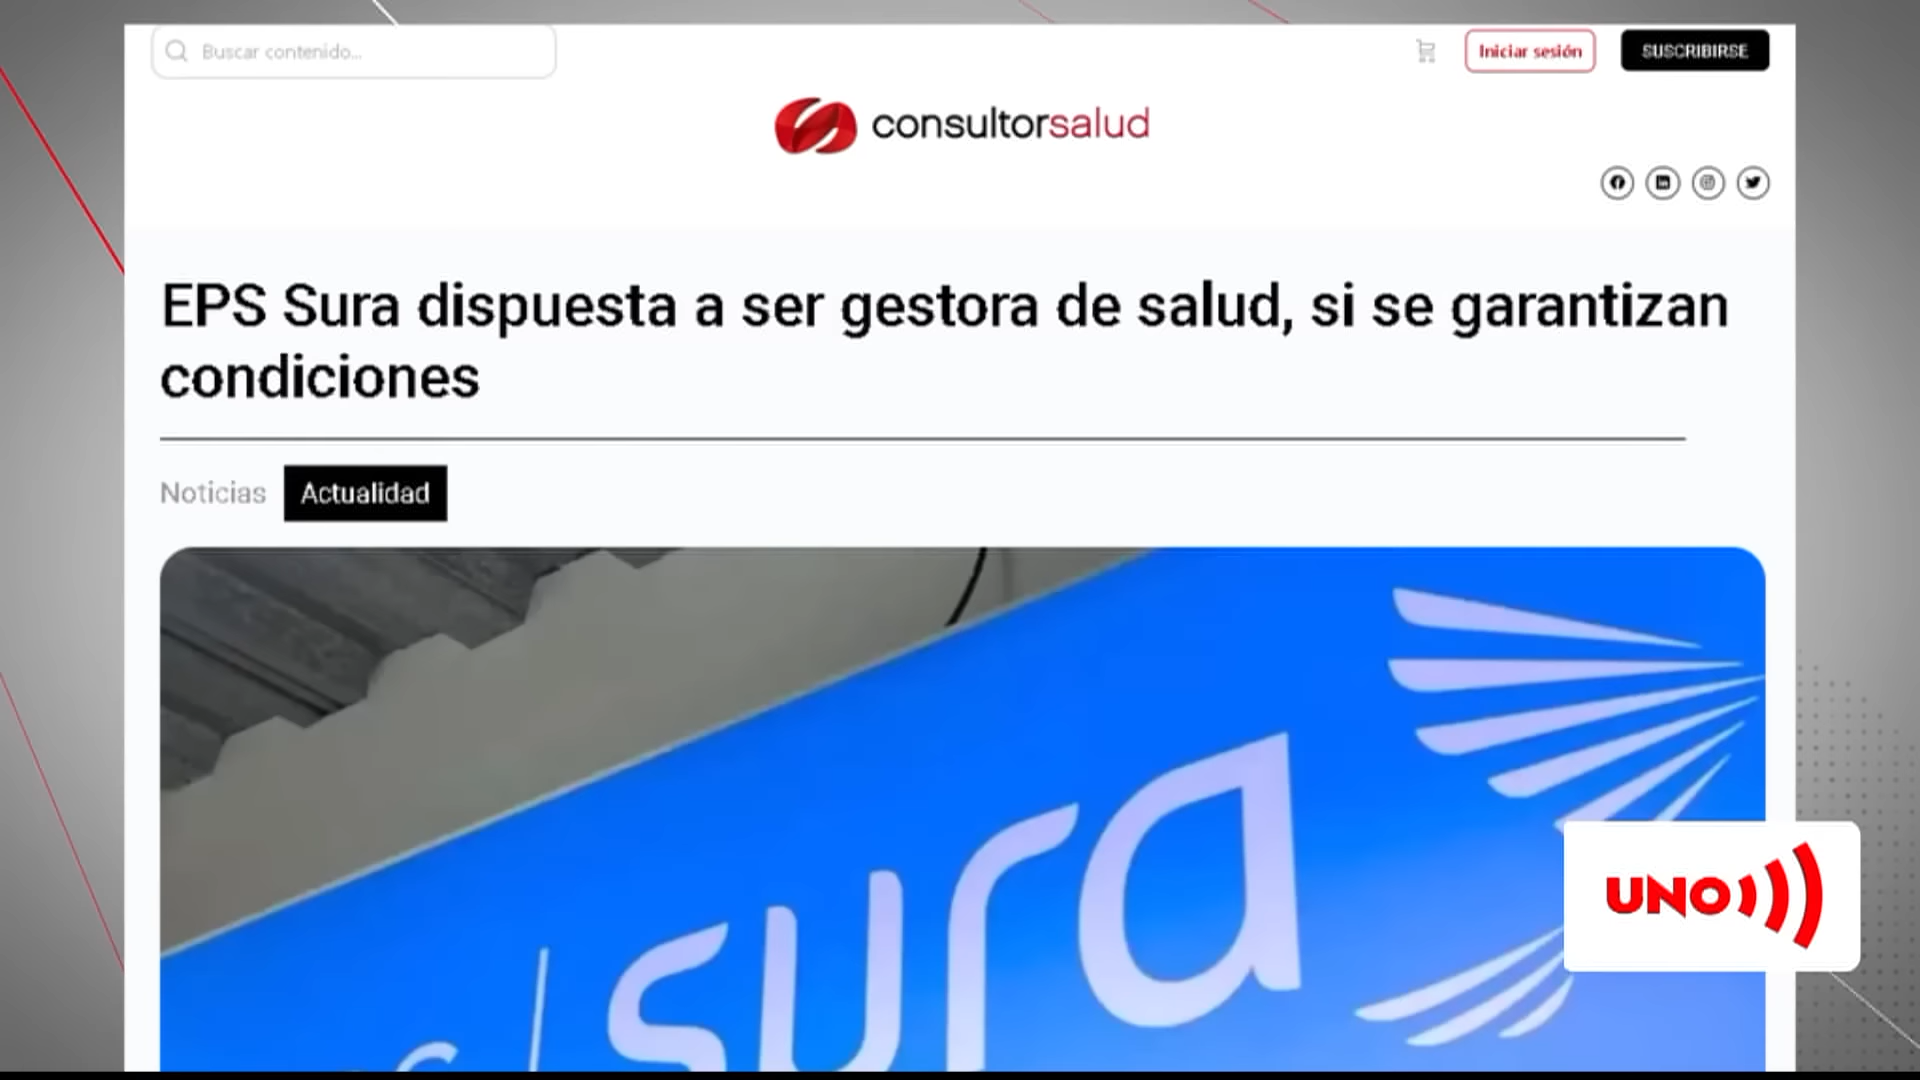 Buscar contenido...
Iniciar sesión
SUSCRIBIRSE
consultorsalud
EPS Sura dispuesta a ser gestora de salud, si se garantizan
condiciones
Noticias
Actualidad
sura
UNO